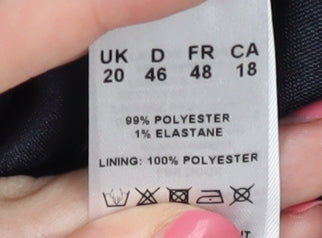 UK D FR CA
20 46 48 18
99% POLYESTER
1% ELASTANE
LINING: 100% POLYESTER